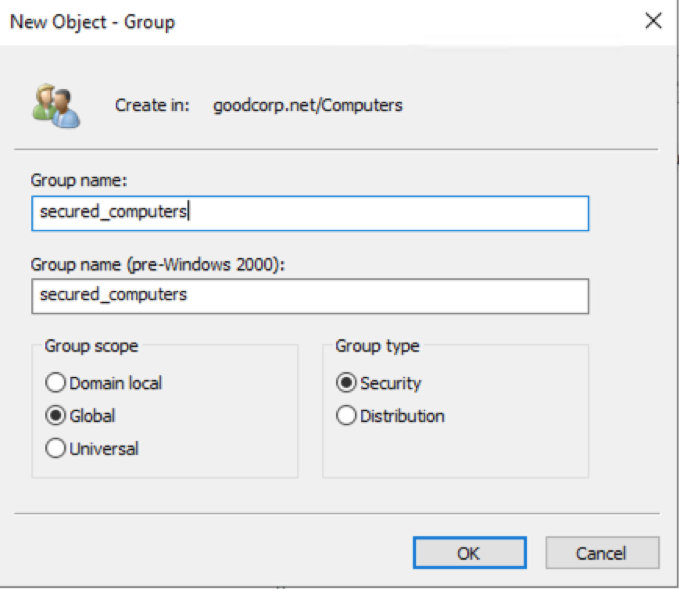 New Object - Group
Create in: goodcorp.net/Computers
Group name:
secured_computers
Group name (pre-Windows 2000):
secured_computers
Group scope
Domain local
Global
Universal
Group type
Security
Distribution
OK Cancel